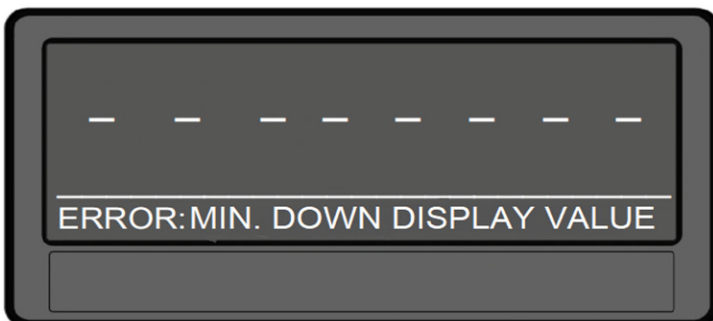 - - - - - - - -
ERROR:MIN. DOWN DISPLAY VALUE